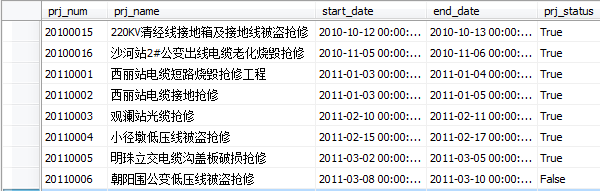 prj_num prj_name start_date end_date prj_status
20100015 220KV清经线接地箱及接地线被盗抢修 2010-10-12 00:00:... 2010-10-13 00:00:... True
20100016 沙河站2#公变出线电缆老化烧毁抢修 2010-11-05 00:00:... 2010-11-06 00:00:... True
20110001 西丽站电缆短路烧毁抢修工程 2011-01-03 00:00:... 2011-01-04 00:00:... True
20110002 西丽站电缆接地抢修 2011-01-03 00:00:... 2011-01-05 00:00:... True
20110003 观澜站光缆抢修 2011-02-10 00:00:... 2011-02-11 00:00:... True
20110004 小径墩低压线被盗抢修 2011-02-15 00:00:... 2011-02-17 00:00:... True
20110005 明珠立交电缆沟盖板破损抢修 2011-03-02 00:00:... 2011-03-05 00:00:... True
20110006 朝阳围公变低压线被盗抢修 2011-03-08 00:00:... 2011-03-10 00:00:... False